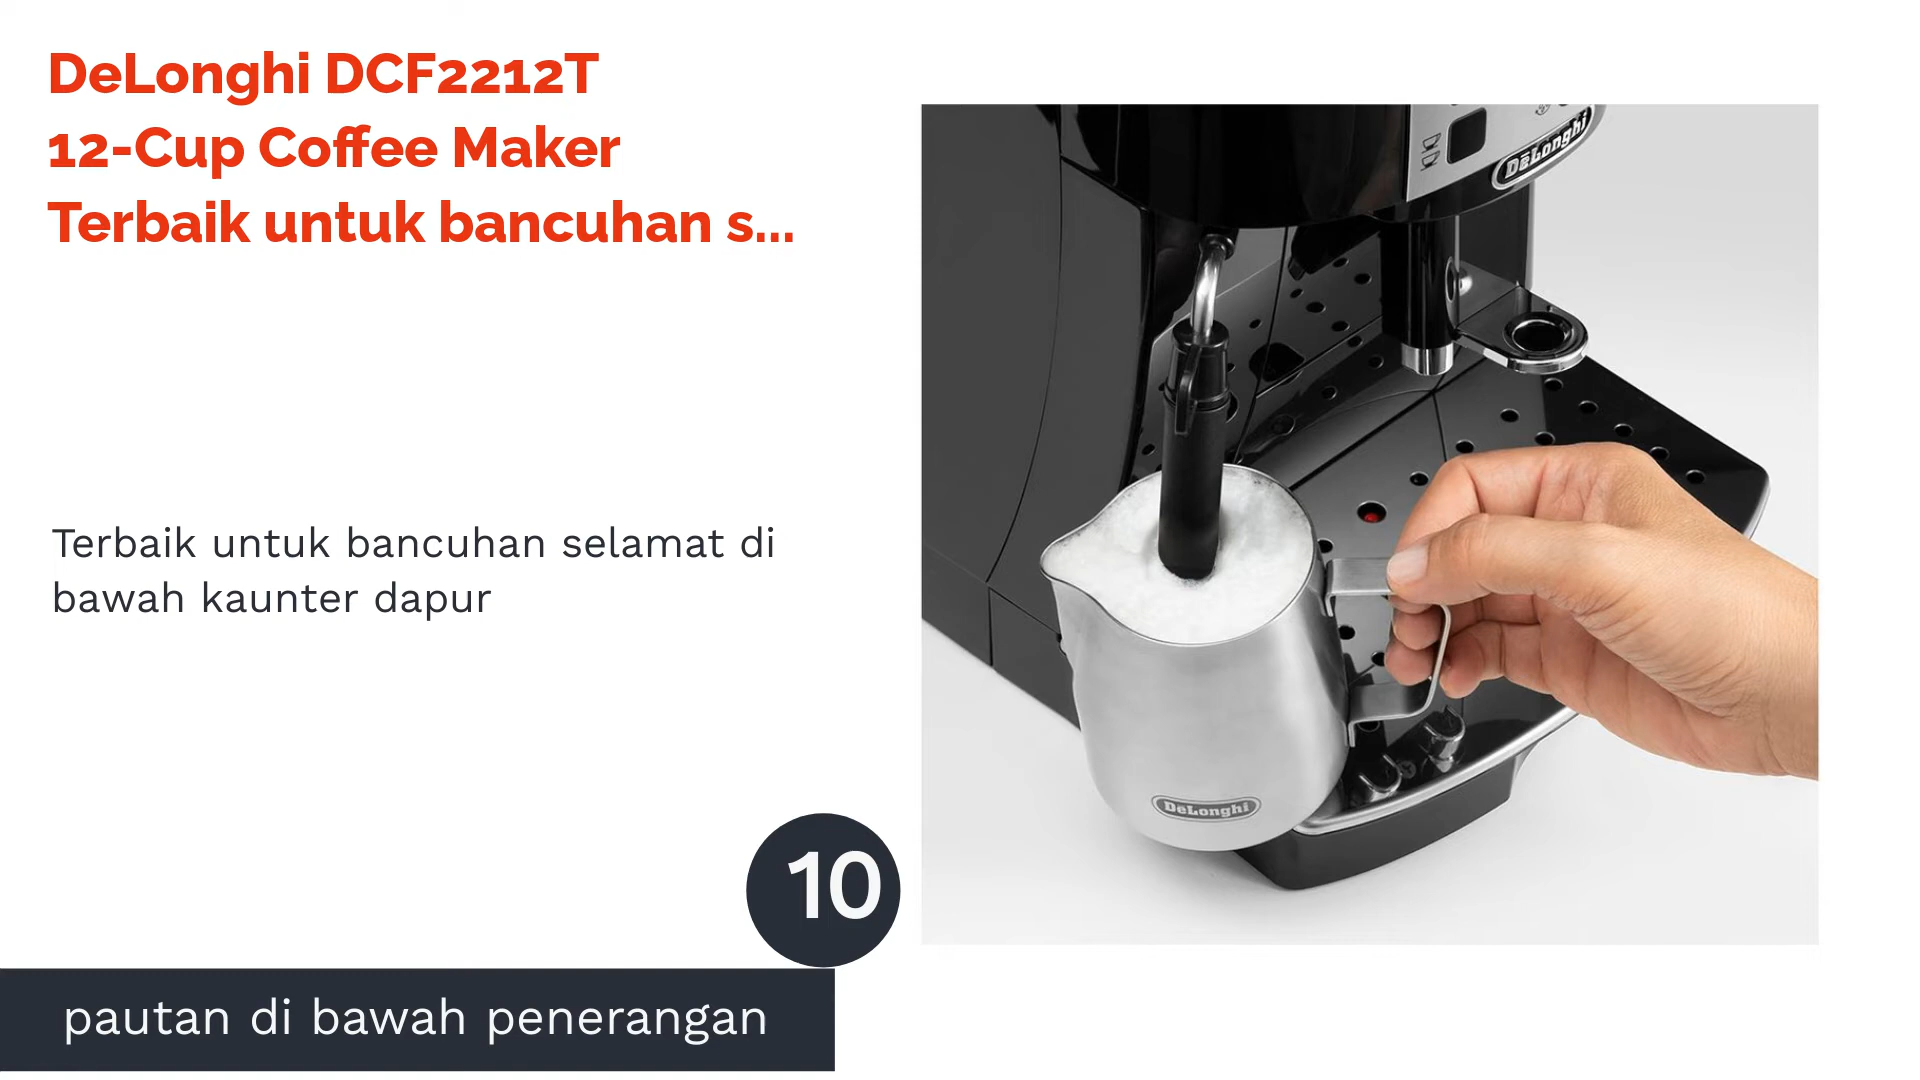 DeLonghi DCF2212T
12-Cup Coffee Maker
Terbaik untuk bancuhan s...
DeLonghi
Terbaik untuk bancuhan selamat di
bawah kaunter dapur
DeLonghi
10
pautan di bawah penerangan